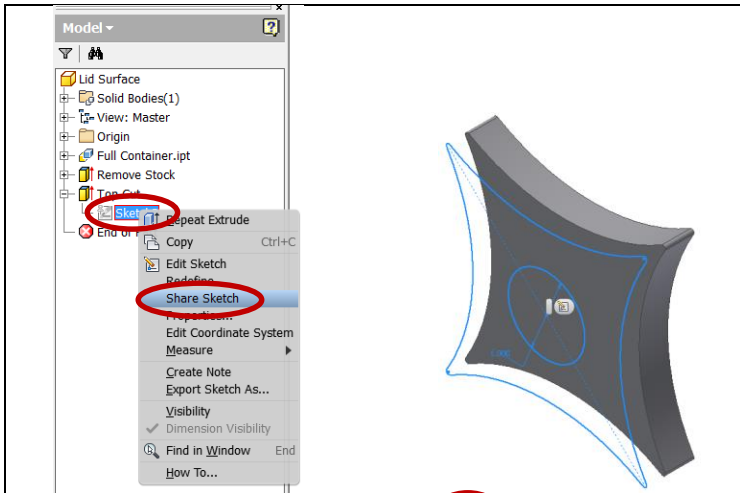 Model
Lid Surface
Solid Bodies(1)
View: Master
Origin
Full Container.ipt
Remove Stock
Top Cut
Repeat Extrude
Copy Ctrl+C
Edit Sketch
Redefine...
Share Sketch
Properties...
Edit Coordinate System
Measure
Create Note
Export Sketch As...
Visibility
Dimension Visibility
Find in Window End
How To...